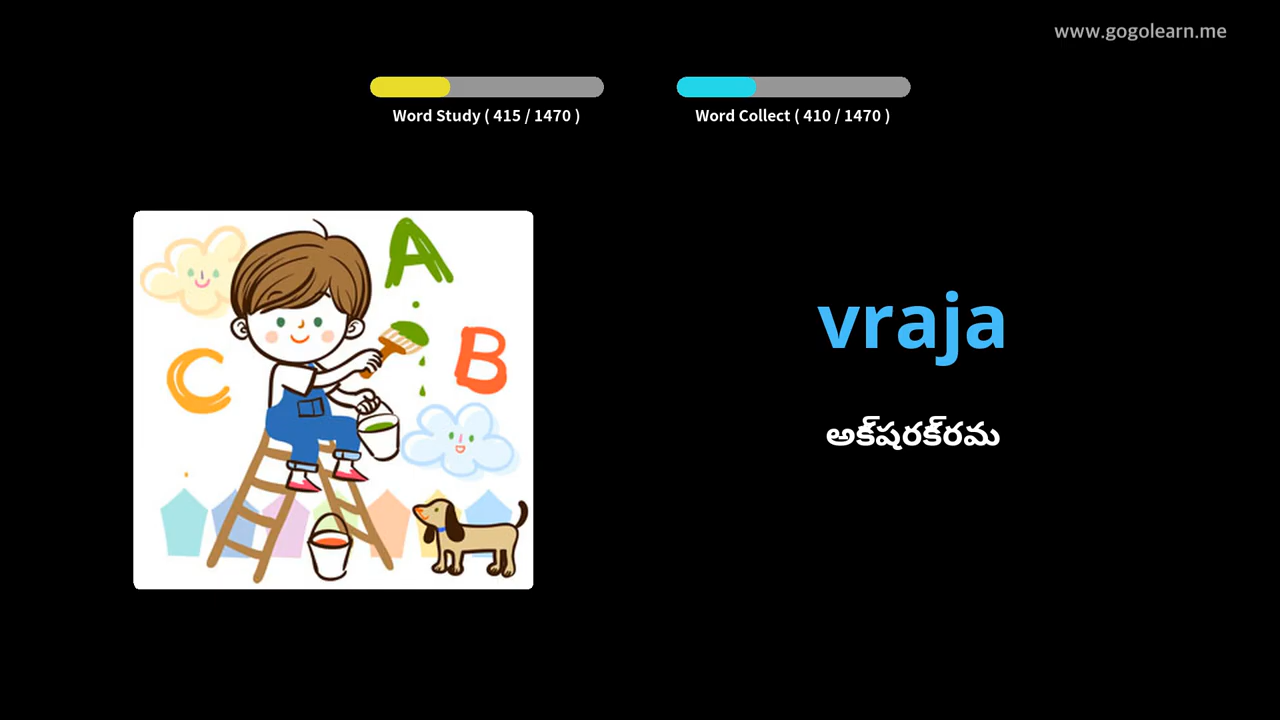 www.gogolearn.me
Word Study ( 415 / 1470 )
Word Collect ( 410 / 1470 )
A
B
C
vraja
అక్‌షరక్‌రమ